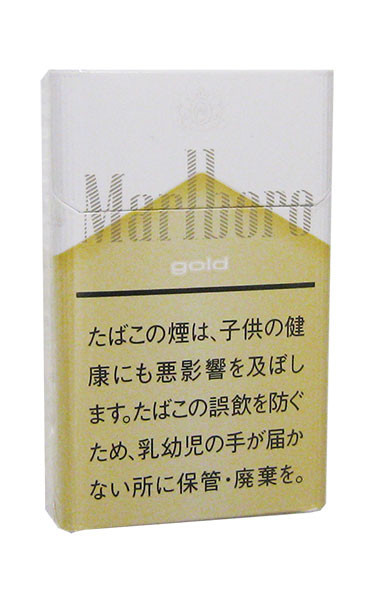 Marlboro
gold
たばこの煙は、子供の健
康にも悪影響を及ぼし
ます。たばこの誤飲を防ぐ
ため、乳幼児の手が届か
ない所に保管・廃棄を。